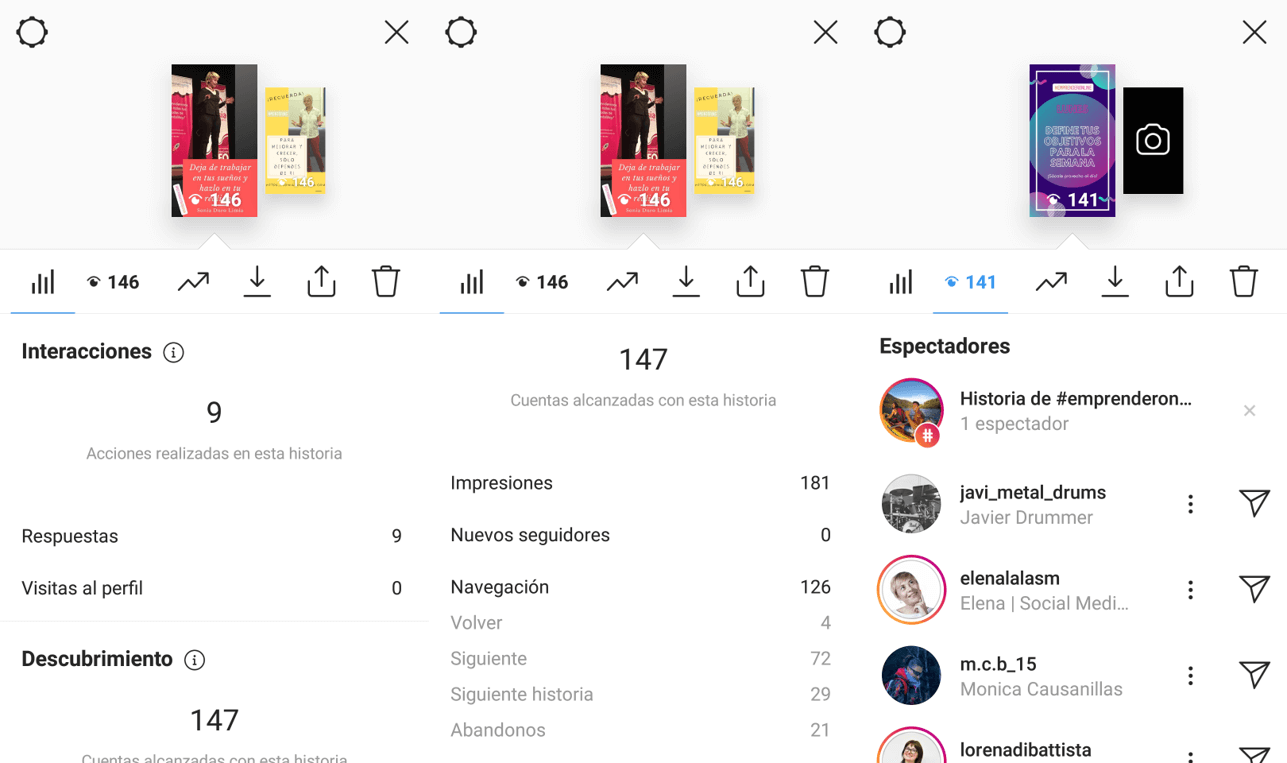 Deja de trabajar
en tus sueños y
hazlo en tu
146
¡RECUERDA!
PARA
MEJORAR Y
CRECER,
SOLO
DEPENDES
DE TI
146
146
Interacciones
9
Acciones realizadas en esta historia
Respuestas 9
Visitas al perfil 0
Descubrimiento
147
Cuentas alcanzadas con esta historia
Deja de trabajar
en tus sueños y
hazlo en tu
146
¡RECUERDA!
PARA
MEJORAR Y
CRECER,
SOLO
DEPENDES
DE TI
146
146
147
Cuentas alcanzadas con esta historia
Impresiones 181
Nuevos seguidores 0
Navegación 126
Volver 4
Siguiente 72
Siguiente historia 29
Abandonos 21
DEFINE TUS
OBJETIVOS
PARA LA
SEMANA
141
141
Espectadores
Historia de #emprenderon...
1 espectador
#
javi_metal_drums
Javier Drummer
elenalalasm
Elena | Social Medi...
m.c.b_15
Monica Causanillas
lorenadibattista